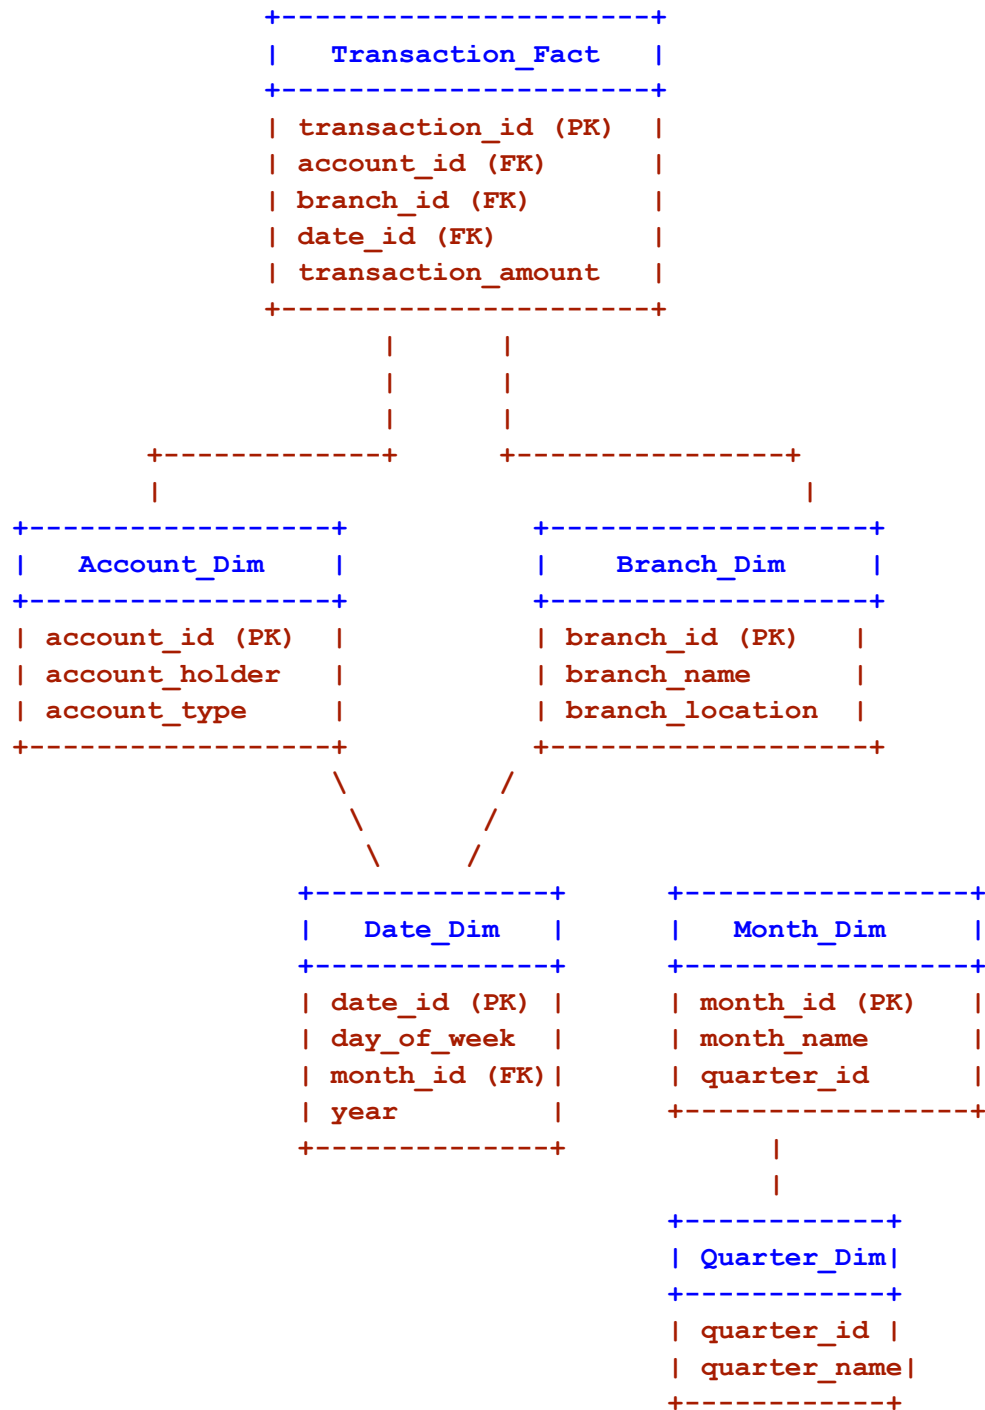 +----------------------+
|   Transaction_Fact   |
+----------------------+
| transaction_id (PK)  |
| account_id (FK)      |
| branch_id (FK)       |
| date_id (FK)         |
| transaction_amount   |
+----------------------+
|      |
|      |
|      |
+-------------+      +----------------+
|                                      |
+------------------+           +-------------------+
|   Account_Dim    |           |    Branch_Dim     |
+------------------+           +-------------------+
| account_id (PK)  |           | branch_id (PK)   |
| account_holder   |           | branch_name      |
| account_type     |           | branch_location  |
+------------------+           +-------------------+
\         /
\       /
\     /
+--------------+      +-----------------+
|   Date_Dim   |      |   Month_Dim     |
+--------------+      +-----------------+
| date_id (PK) |      | month_id (PK)   |
| day_of_week  |      | month_name      |
| month_id (FK)|      | quarter_id      |
| year         |      +-----------------+
+--------------+            |
|
+------------+
| Quarter_Dim|
+------------+
| quarter_id |
| quarter_name|
+------------+